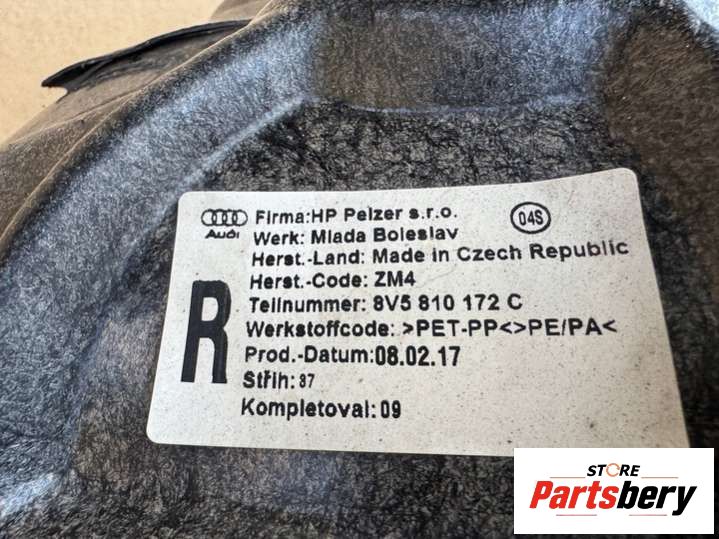 Audi
Firma:HP Pelzer s.r.o.
04S
Werk: Mlada Boleslav
Herst.-Land: Made in Czech Republic
Herst.-Code: ZM4
R
Teilnummer: 8V5 810 172 C
Werkstoffcode: >PET-PP<>PE/PA<
Prod.-Datum:08.02.17
Střih:87
Kompletoval:09
STORE
Partsbery